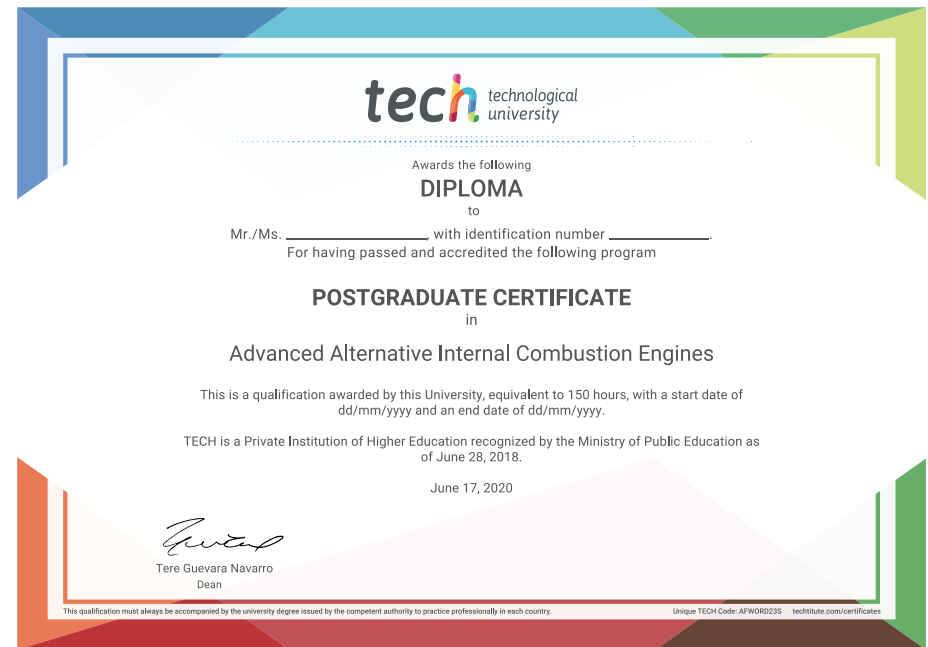 tech technological
university
Awards the following
DIPLOMA
to
Mr./Ms. __________________, with identification number _____________.
For having passed and accredited the following program
POSTGRADUATE CERTIFICATE
in
Advanced Alternative Internal Combustion Engines
This is a qualification awarded by this University, equivalent to 150 hours, with a start date of
dd/mm/yyyy and an end date of dd/mm/yyyy.
TECH is a Private Institution of Higher Education recognized by the Ministry of Public Education as
of June 28, 2018.
June 17, 2020
Tere Guevara Navarro
Dean
This qualification must always be accompanied by the university degree issued by the competent authority to practice professionally in each country. Unique TECH Code: AFWORD23S techtitute.com/certificates